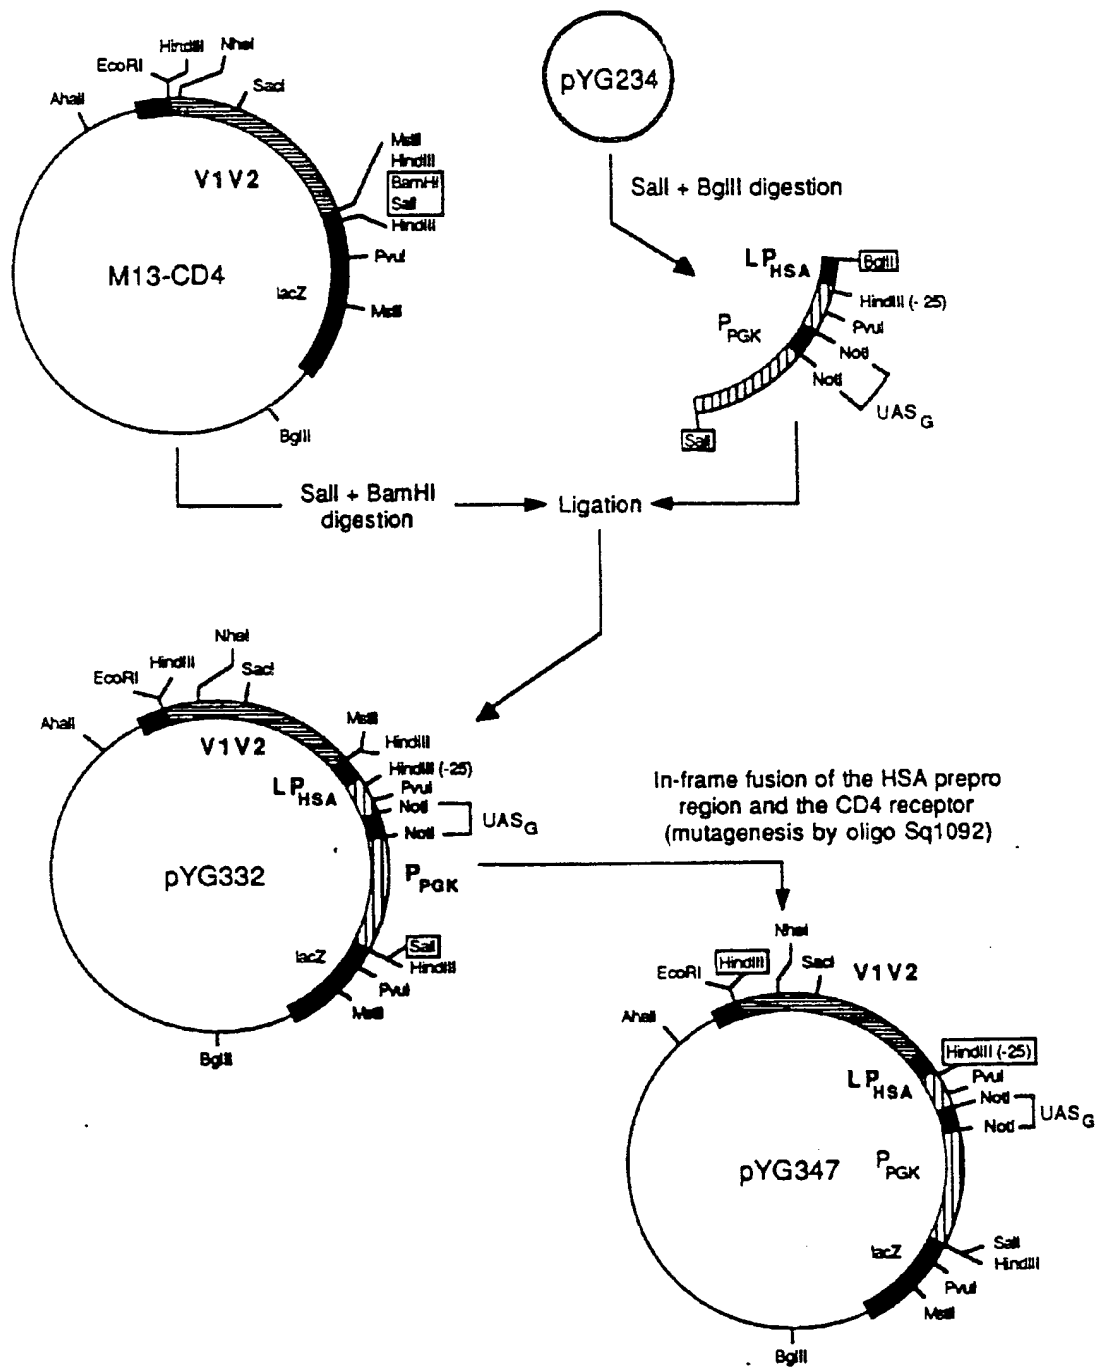 HindIII
NheI
EcoRI
SacI
AhaII
MstII
HindIII
BamHI
SalI
HindIII
V1V2
M13-CD4
PvuI
lacZ
MstII
BglII
pYG234
SalI + BglII digestion
LP HSA
BglII
HindIII (-25)
PvuI
P PGK
NotI
NotI
UAS G
SalI
SalI + BamHI
digestion
Ligation
NheI
HindIII
SacI
EcoRI
AhaII
MstII
V1V2
HindIII
HindIII (-25)
LP HSA
PvuI
NotI
UAS G
NotI
pYG332
P PGK
SalI
lacZ
HindIII
PvuI
MstII
BglII
In-frame fusion of the HSA prepro
region and the CD4 receptor
(mutagenesis by oligo Sq1092)
NheI
HindIII
SacI
V1V2
EcoRI
AhaII
HindIII (-25)
LP HSA
PvuI
NotI
UAS G
NotI
pYG347
P PGK
SalI
lacZ
HindIII
PvuI
MstII
BglII